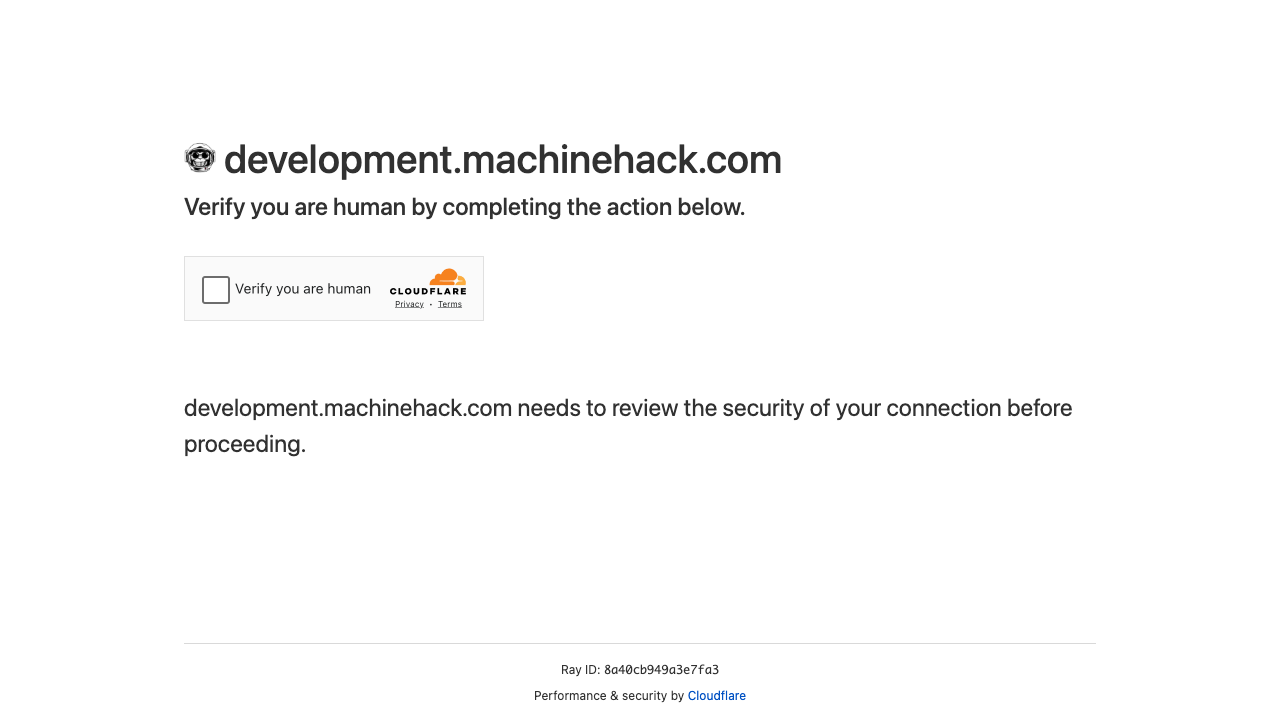 development.machinehack.com
Verify you are human by completing the action below.
Verify you are human
CLOUDFLARE
Privacy • Terms
development.machinehack.com needs to review the security of your connection before
proceeding.
Ray ID: 8a40cb949a3e7fa3
Performance & security by Cloudflare